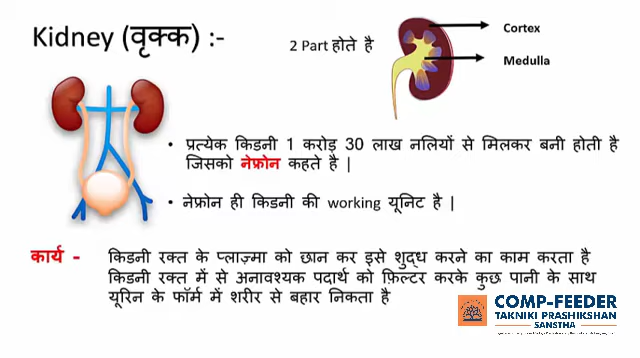 Kidney (वृक्क) :-
2 Part होते है
Cortex
Medulla
• प्रत्येक किडनी 1 करोड़ 30 लाख नलियों से मिलकर बनी होती है
जिसको नेफ्रोन कहते है |
• नेफ्रोन ही किडनी की working यूनिट है |
कार्य - किडनी रक्त के प्लाज़्मा को छान कर इसे शुद्ध करने का काम करता है
किडनी रक्त में से अनावश्यक पदार्थ को फ़िल्टर करके कुछ पानी के साथ
यूरिन के फॉर्म में शरीर से बहार निकता है
COMP-FEEDER
TAKNIKI PRASHIKSHAN
SANSTHA